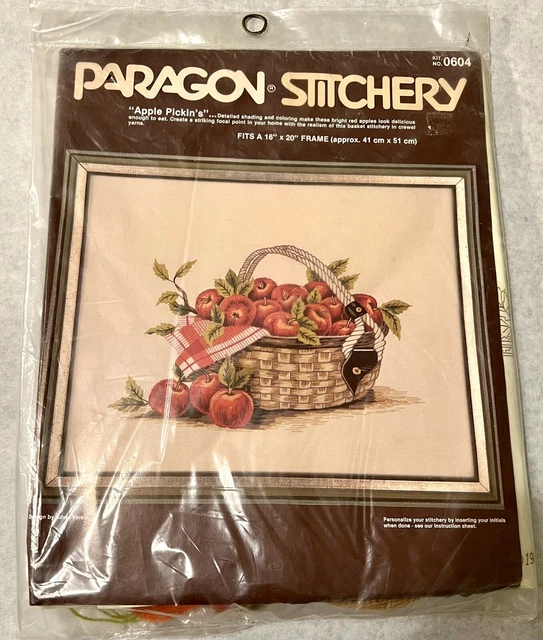 KIT.
NO. 0604
PARAGON® STITCHERY
"Apple Pickin's"...Detailed shading and coloring make these bright red apples look delicious
enough to eat. Create a striking focal point in your home with the realism of this basket stitchery in crewel
yarns.
FITS A 16" x 20" FRAME (approx. 41 cm x 51 cm)
Design by
Personalize your stitchery by inserting your initials
when done - see our instruction sheet.
19